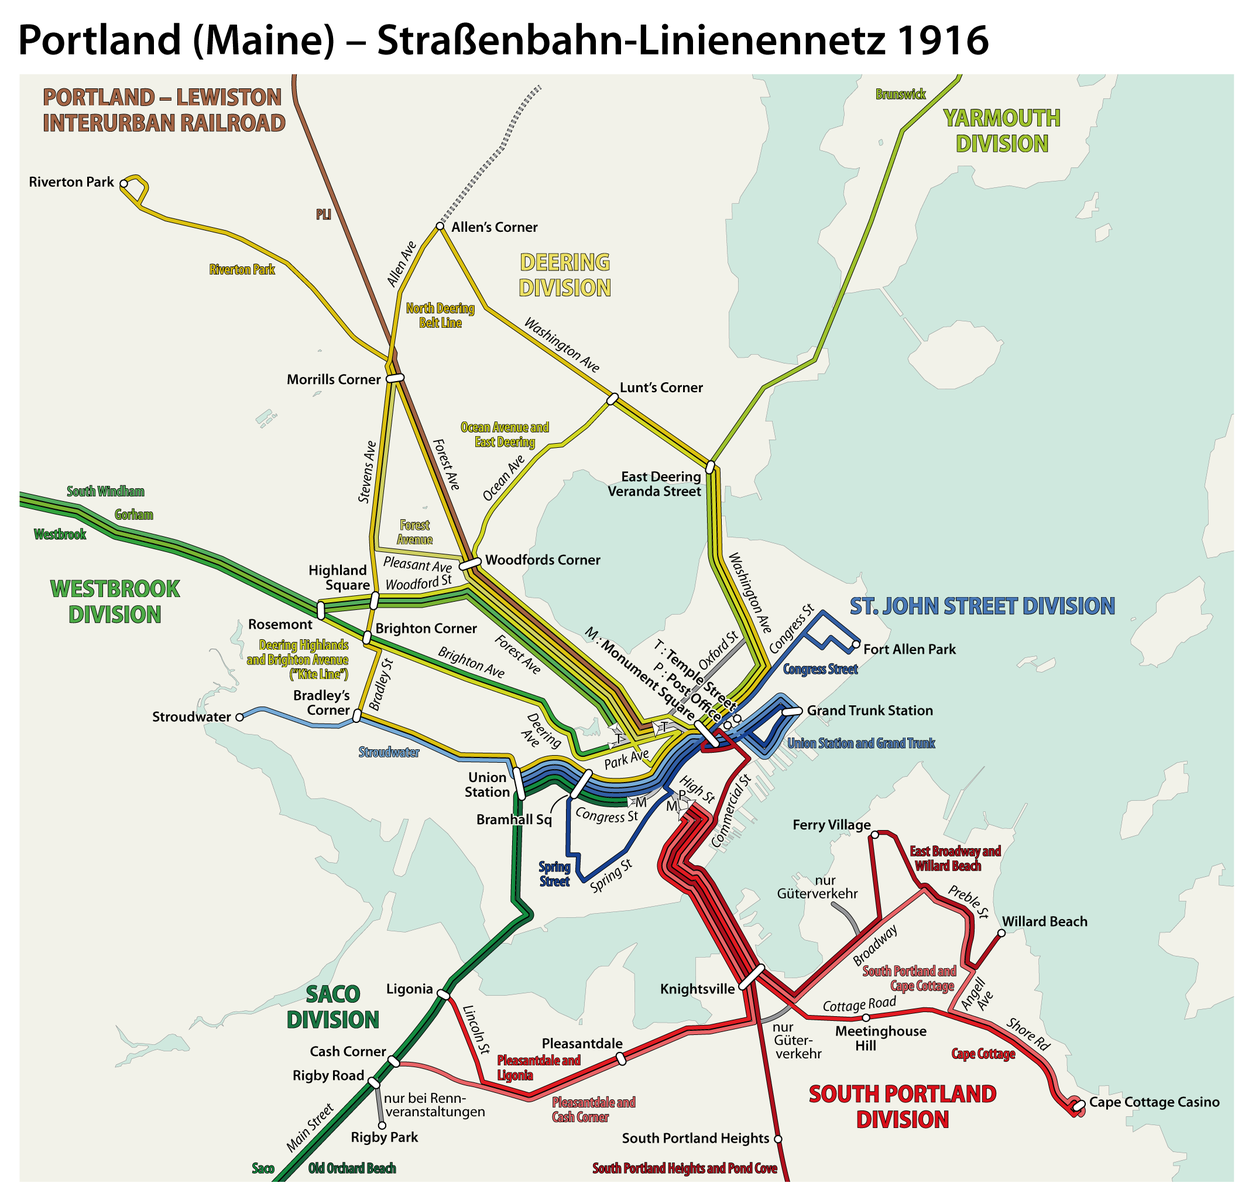 Portland (Maine) – Straßenbahn-Linienennetz 1916
PORTLAND – LEWISTON
INTERURBAN RAILROAD
Brunswick
YARMOUTH
DIVISION
Riverton Park
PLI
Allen's Corner
Allen Ave
Riverton Park
DEERING
DIVISION
North Deering
Belt Line
Washington Ave
Morrills Corner
Lunt's Corner
Ocean Avenue and
East Deering
Forest Ave
Stevens Ave
Ocean Ave
East Deering
Veranda Street
South Windham
Gorham
Westbrook
Forest
Avenue
Pleasant Ave
Woodford St
Woodfords Corner
Highland
Square
WESTBROOK
DIVISION
Washington Ave
ST. JOHN STREET DIVISION
Rosemont
Brighton Corner
Deering Highlands
and Brighton Avenue
("Kite Line")
Brighton Ave
Forest Ave
M : Monument Square
T : Temple Street
P : Post Office
Oxford St
Congress St
Fort Allen Park
Congress Street
Bradley St
Bradley's
Corner
Stroudwater
Grand Trunk Station
Union Station and Grand Trunk
Deering
Ave
T
T
Stroudwater
Park Ave
Union
Station
Bramhall Sq
Congress St
M
High St
P
M
Commercial St
Spring
Street
Spring St
Ferry Village
East Broadway and
Willard Beach
nur
Güterverkehr
Preble St
Willard Beach
Broadway
South Portland and
Cape Cottage
Angell
Ave
Knightsville
Ligonia
SACO
DIVISION
Cottage Road
Meetinghouse
Hill
Shore Rd
nur
Güter-
verkehr
Cape Cottage
Lincoln St
Pleasantdale
Cash Corner
Pleasantdale and
Ligonia
Rigby Road
nur bei Renn-
veranstaltungen
Pleasantdale and
Cash Corner
SOUTH PORTLAND
DIVISION
Cape Cottage Casino
Main Street
Rigby Park
South Portland Heights
Saco
Old Orchard Beach
South Portland Heights and Pond Cove